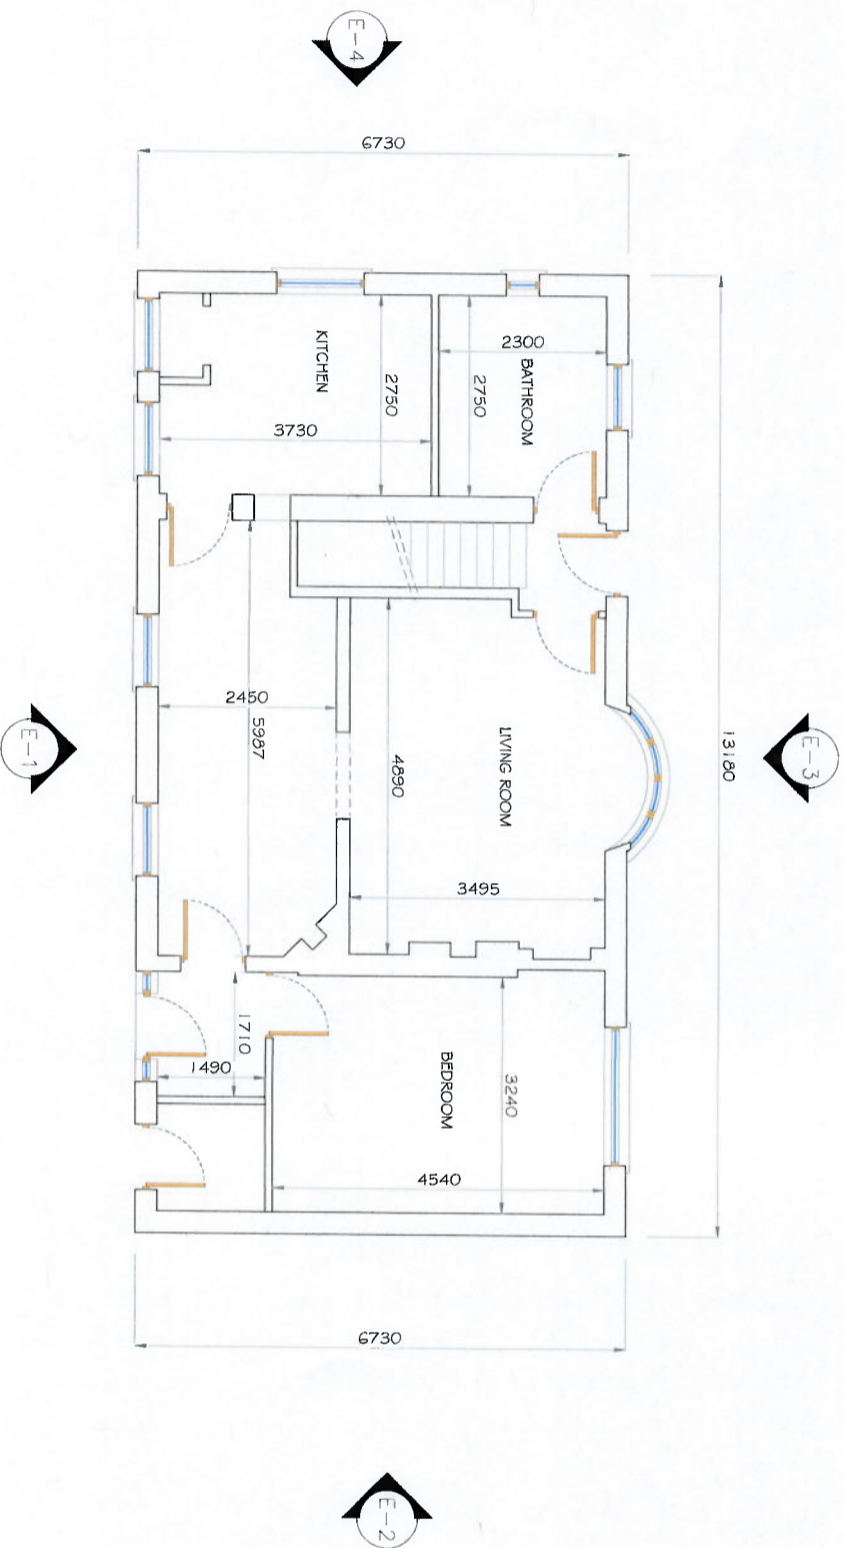 E-4
6730
KITCHEN
2750
3730
2300
BATHROOM
2750
2450
5987
4890
LIVING ROOM
3495
13180
E-1
E-3
1710
1490
BEDROOM
3240
4540
6730
E-2